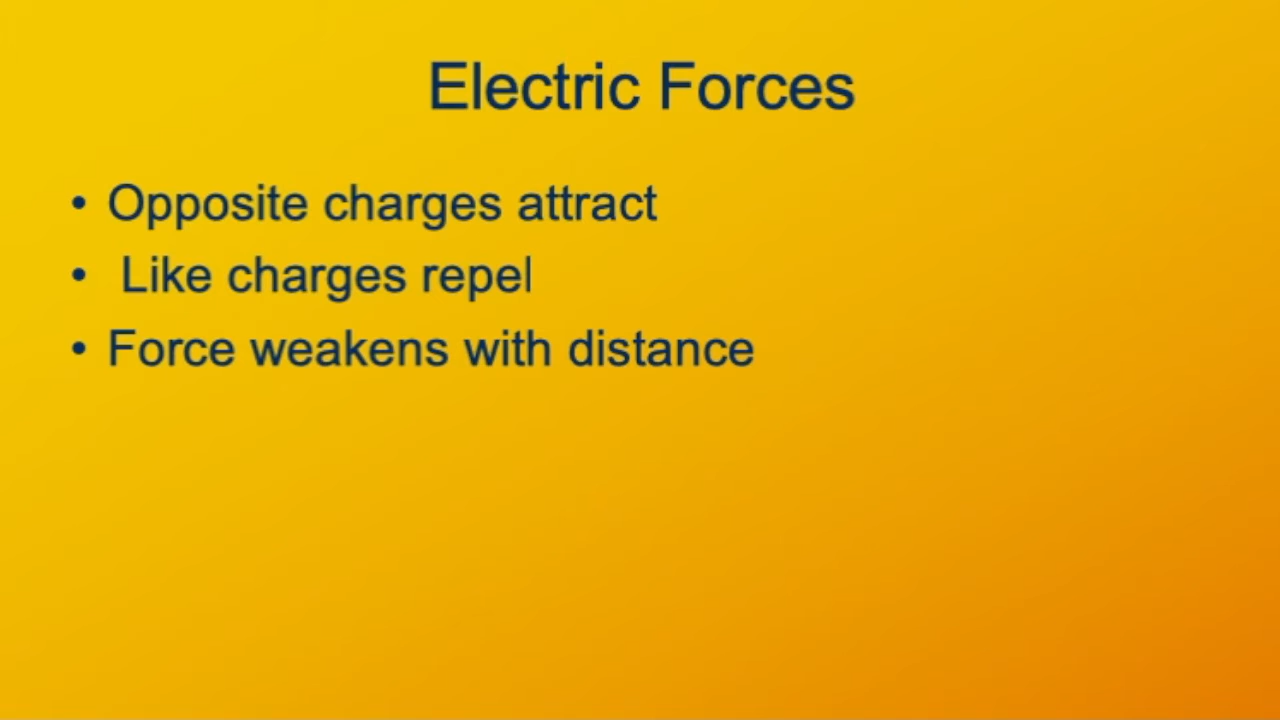 Electric Forces
• Opposite charges attract
• Like charges repel
• Force weakens with distance